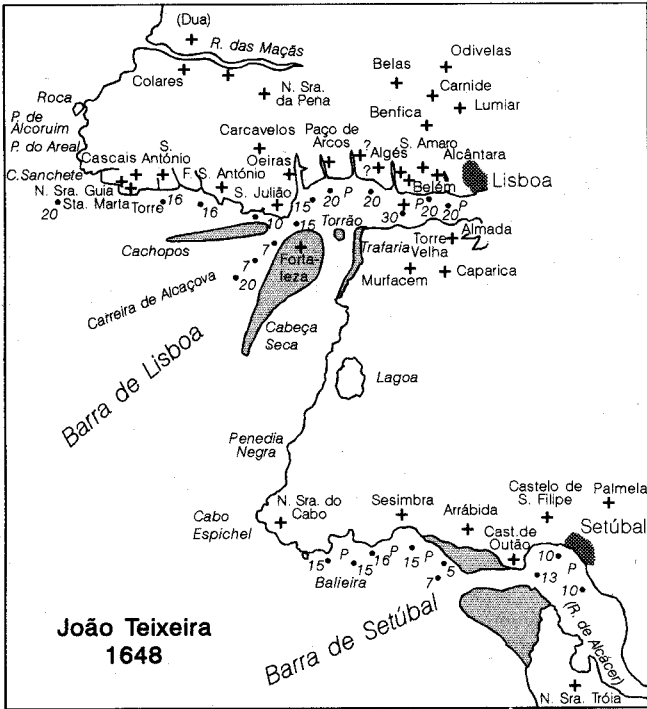 (Dua)
R. das Maçãs
Colares
N. Sra.
da Pena
Belas
Odivelas
Carnide
Lumiar
Benfica
Roca
P. de
Alcoruim
P. do Areal
C. Sanchete
Cascais
S.
António
Carcavelos
Oeiras
Paço de
Arcos
?
?
Algés
S. Amaro
Alcântara
Lisboa
N. Sra. Guia
Sta. Marta
Torre
F. S. António
S. Julião
Belém
20
16
16
10
15
15
20
P
20
30
P
20
20
P
Torrão
Trafaria
Torre
Velha
Almada
Murfacem
Caparica
Cachopos
7
7
20
Fortaleza
Carreira de Alcaçova
Cabeça
Seca
Barra de Lisboa
Lagoa
Penedia
Negra
Cabo
Espichel
N. Sra. do
Cabo
Sesimbra
Arrábida
Castelo de
S. Filipe
Palmela
Setúbal
Cast. de
Outão
15
P
15
16
P
15
P
5
7
10
P
13
10
Balieira
Barra de Setúbal
(R. de Alcácer)
N. Sra. Tróia
João Teixeira
1648